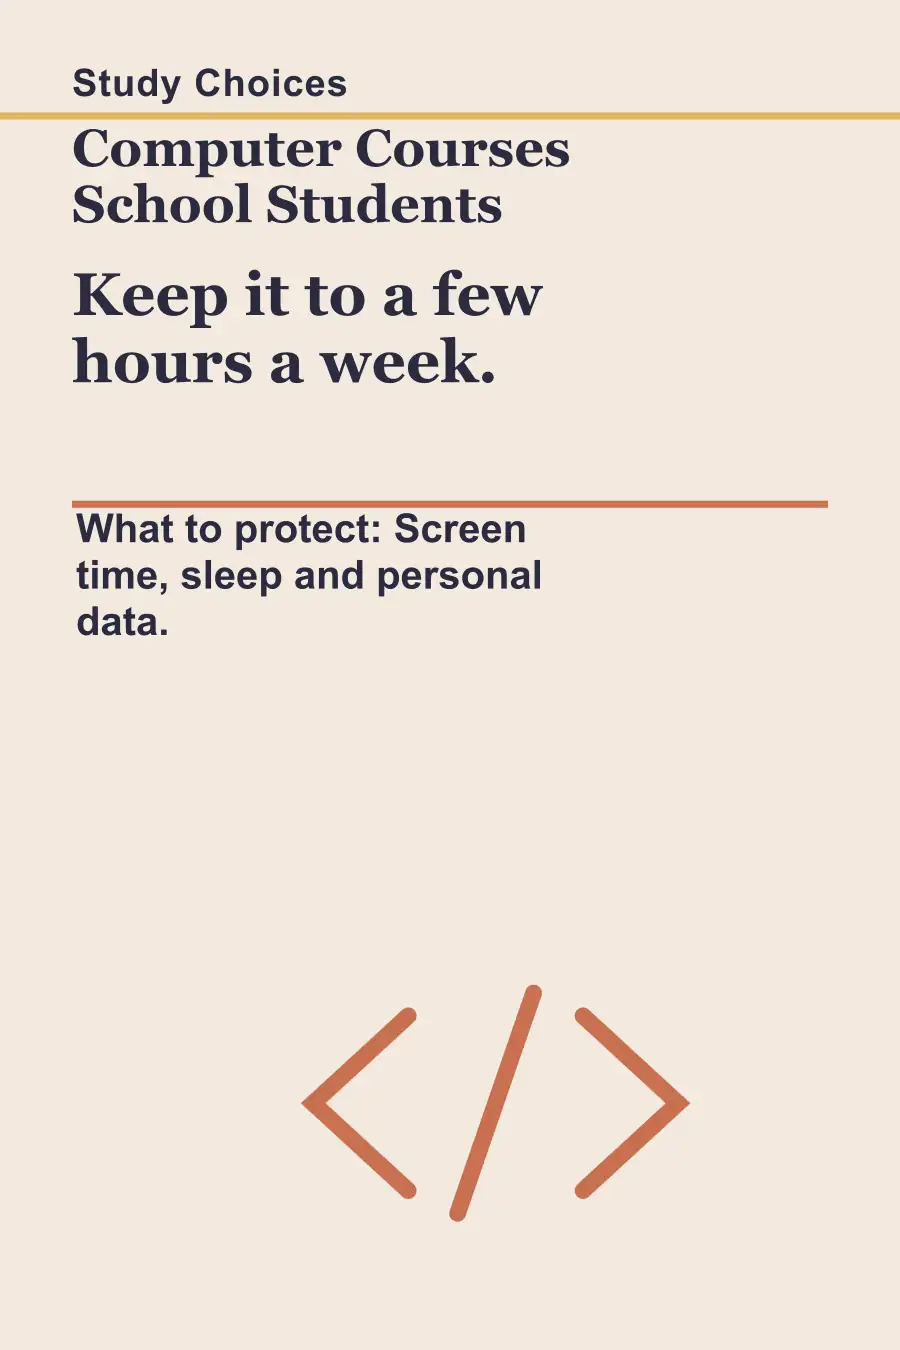 Study Choices
Computer Courses
School Students
Keep it to a few
hours a week.
What to protect: Screen
time, sleep and personal
data.